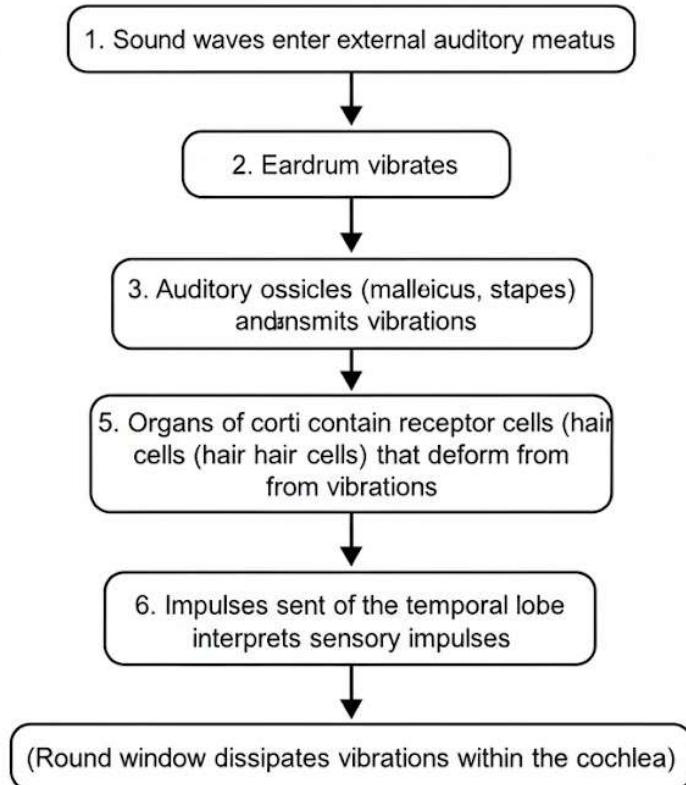 1. Sound waves enter external auditory meatus
2. Eardrum vibrates
3. Auditory ossicles (malleicus, stapes)
vibrations
5. Organs of corti contain receptor cells (hair
cells (hair hair cells) that deform from
from vibrations
6. Impulses sent of the temporal lobe
interprets sensory impulses
(Round window dissipates vibrations within the cochlea)